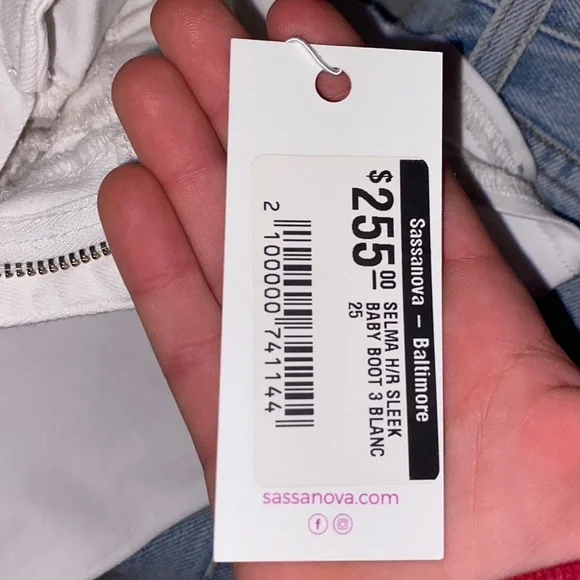 Sassanova – Baltimore
$255.00
SELMA H/R SLEEK
BABY BOOT 3 BLANC
25
2 100000 741144
sassanova.com